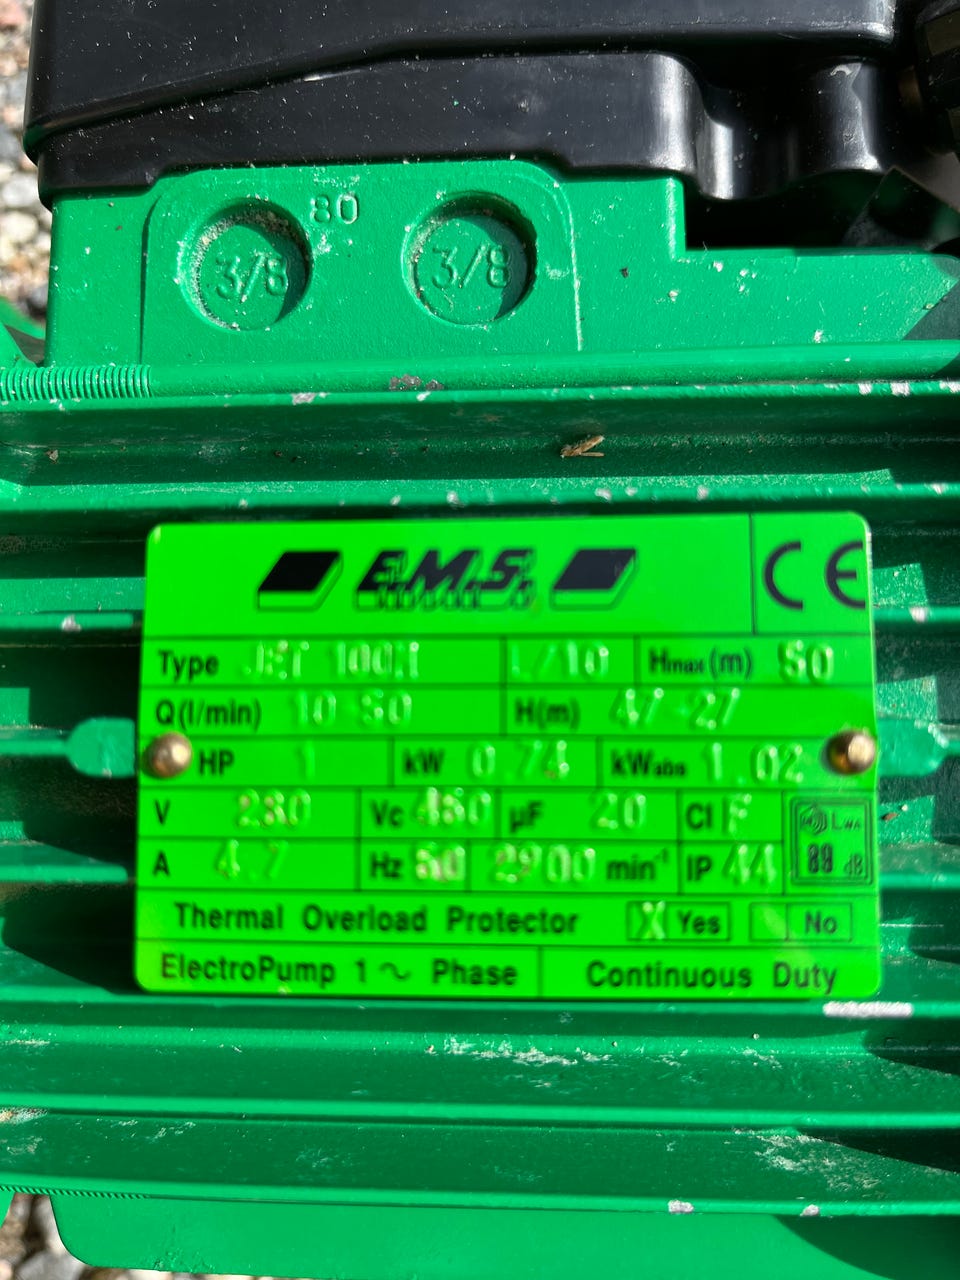 80
3/8 3/8
E.M.S. CE
Type JET 100M 1/10 Hmax(m) 50
Q(l/min) 10-50 H(m) 47-27
HP 1 kW 0.74 kWabs 1.02
V 230 Vc 450 µF 20 Cl F LWA
A 4.7 Hz 50 2900 min⁻¹ IP 44 89 dB
Thermal Overload Protector X Yes No
ElectroPump 1 ~ Phase Continuous Duty